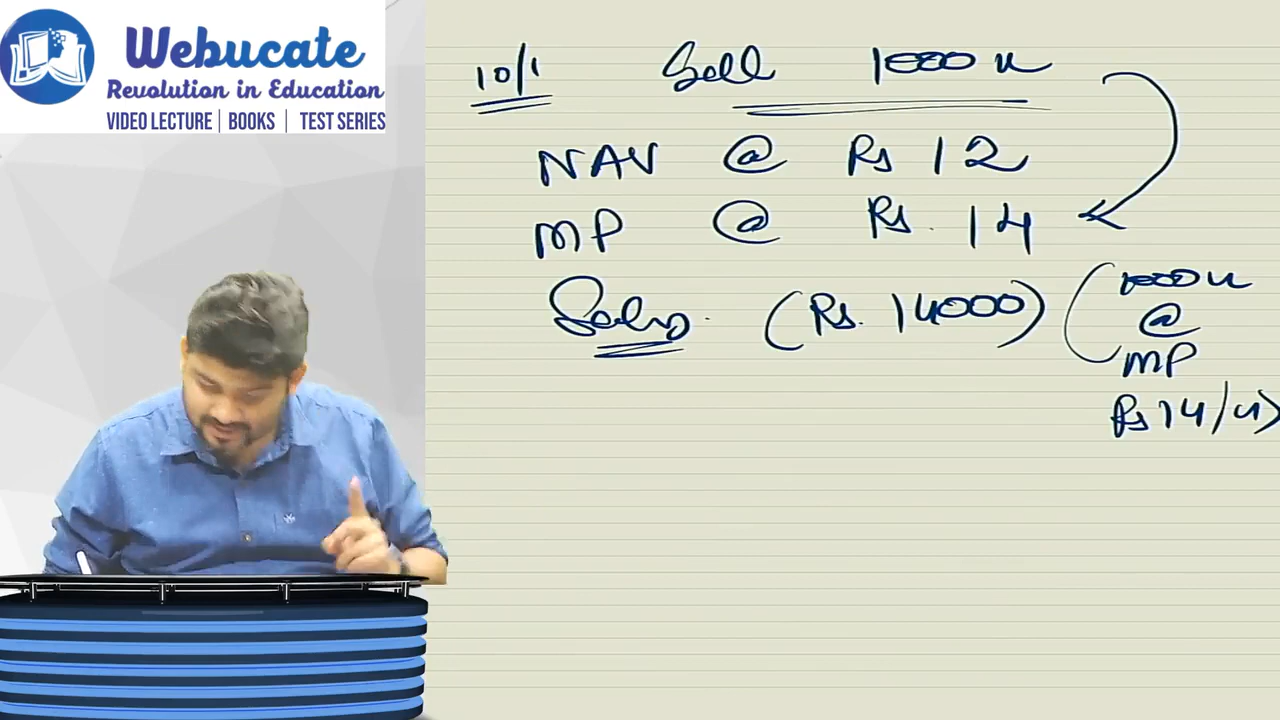 Webucate
Revolution in Education
VIDEO LECTURE | BOOKS | TEST SERIES
10/1 Sell 1000 u
NAV @ Rs 12
MP @ Rs. 14
(Rs. 14000) (1000 u
@
MP
Rs 14/u)